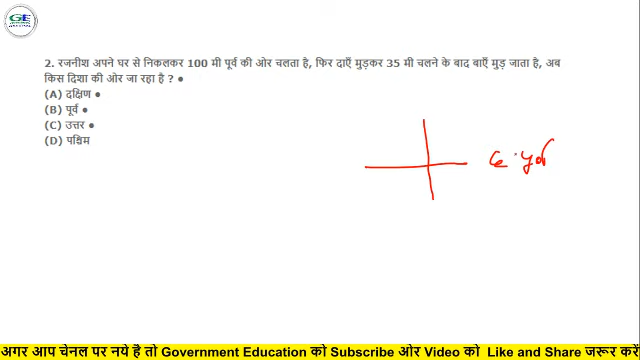 GE
2. रजनीश अपने घर से निकलकर 100 मी पूर्व की ओर चलता है, फिर दाएँ मुड़कर 35 मी चलने के बाद बाएँ मुड़ जाता है, अब
किस दिशा की ओर जा रहा है ? ●
(A) दक्षिण ●
(B) पूर्व ●
(C) उत्तर ●
(D) पश्चिम
अगर आप चेनल पर नये है तो Government Education को Subscribe ओर Video को Like and Share जरूर करे